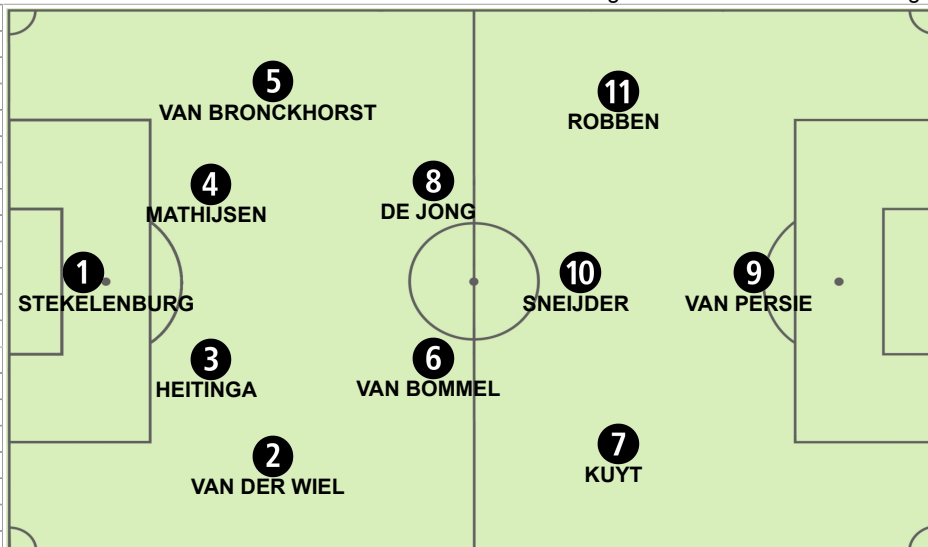 5
VAN BRONCKHORST
11
ROBBEN
4
MATHIJSEN
8
DE JONG
1
STEKELENBURG
10
SNEIJDER
9
VAN PERSIE
3
HEITINGA
6
VAN BOMMEL
2
VAN DER WIEL
7
KUYT